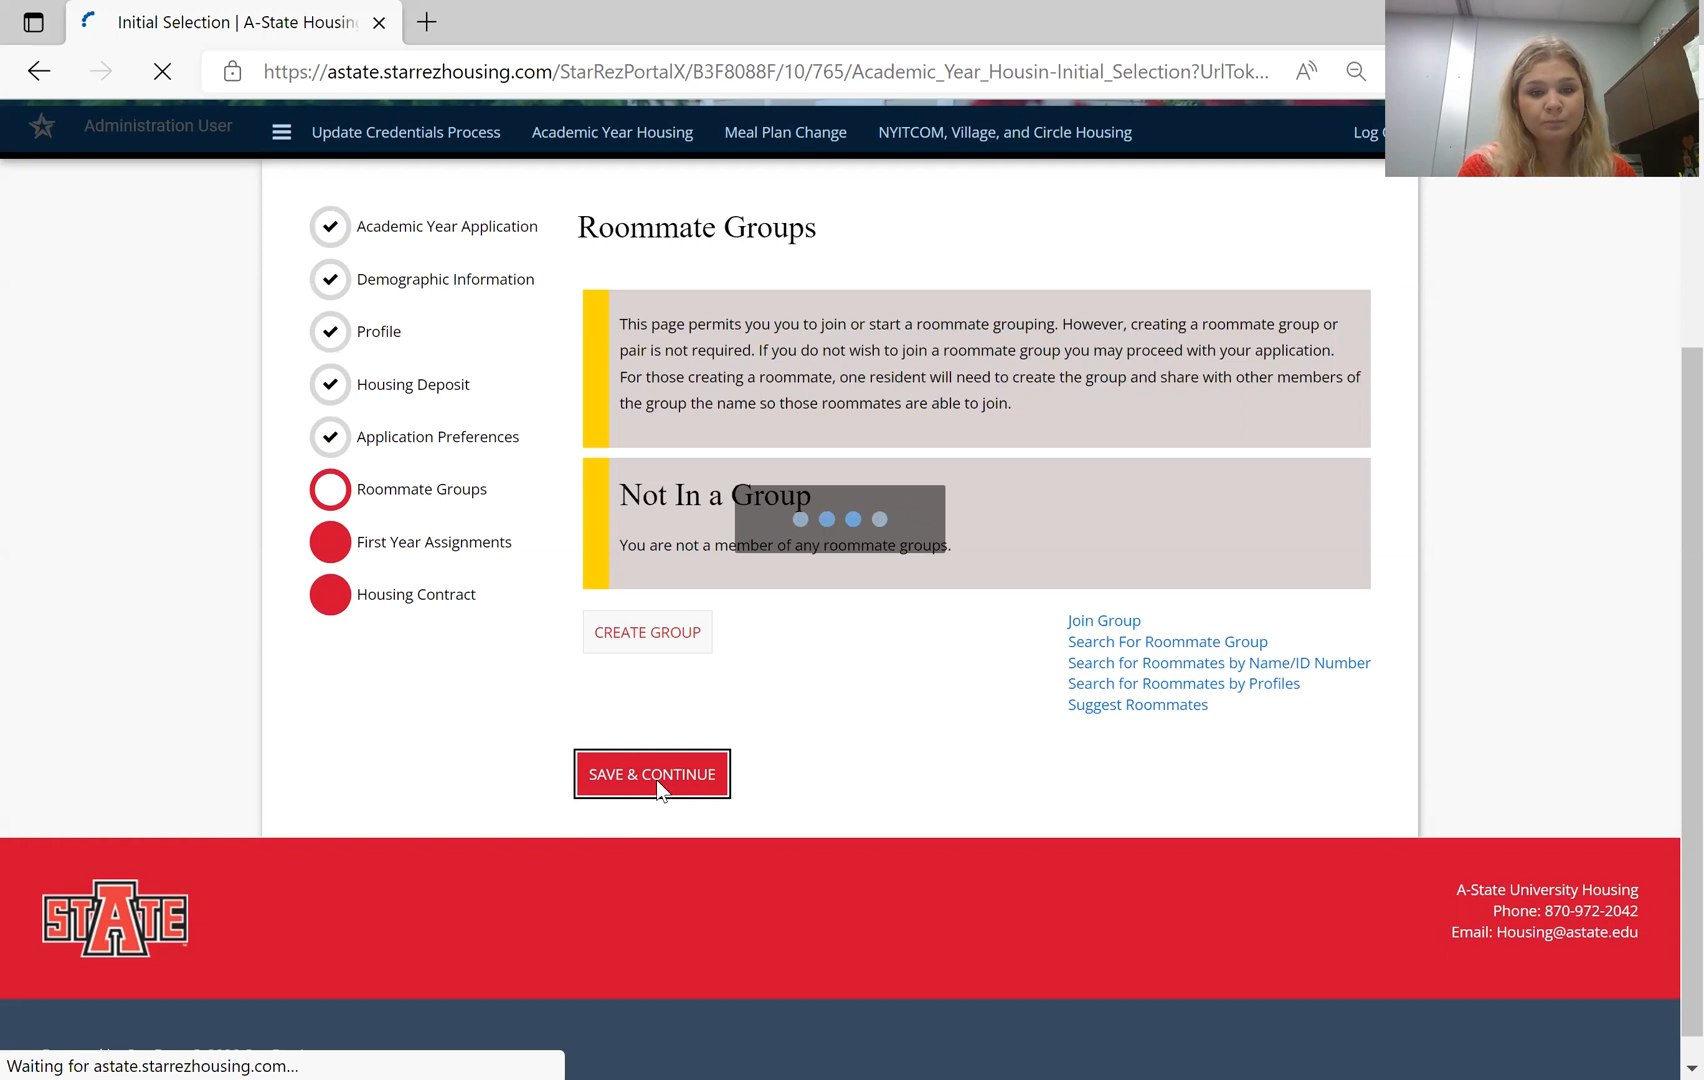 Initial Selection | A-State Housin
https://astate.starrezhousing.com/StarRezPortalX/B3F8088F/10/765/Academic_Year_Housin-Initial_Selection?UrlTok...
Administration User
Update Credentials Process
Academic Year Housing
Meal Plan Change
NYITCOM, Village, and Circle Housing
Log
Academic Year Application
Demographic Information
Profile
Housing Deposit
Application Preferences
Roommate Groups
First Year Assignments
Housing Contract
Roommate Groups
This page permits you you to join or start a roommate grouping. However, creating a roommate group or
pair is not required. If you do not wish to join a roommate group you may proceed with your application.
For those creating a roommate, one resident will need to create the group and share with other members of
the group the name so those roommates are able to join.
Not In a Group
You are not a member of any roommate groups.
CREATE GROUP
Join Group
Search For Roommate Group
Search for Roommates by Name/ID Number
Search for Roommates by Profiles
Suggest Roommates
SAVE & CONTINUE
STATE
A-State University Housing
Phone: 870-972-2042
Email: Housing@astate.edu
Waiting for astate.starrezhousing.com...